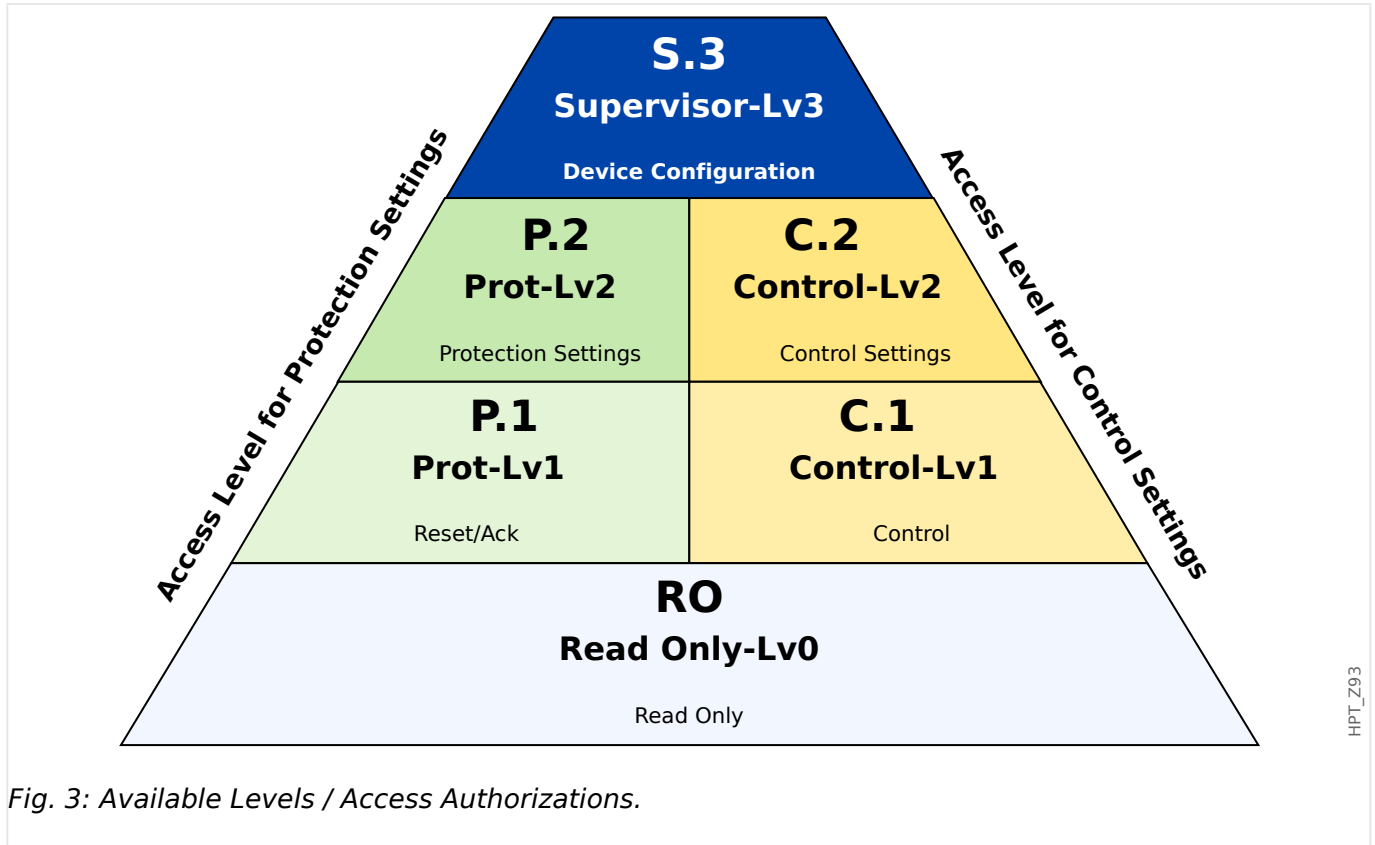 S.3
Supervisor-Lv3
Device Configuration
Access Level for Protection Settings
Access Level for Control Settings
P.2
Prot-Lv2
Protection Settings
C.2
Control-Lv2
Control Settings
P.1
Prot-Lv1
Reset/Ack
C.1
Control-Lv1
Control
RO
Read Only-Lv0
Read Only
HPT_Z93
Fig. 3: Available Levels / Access Authorizations.